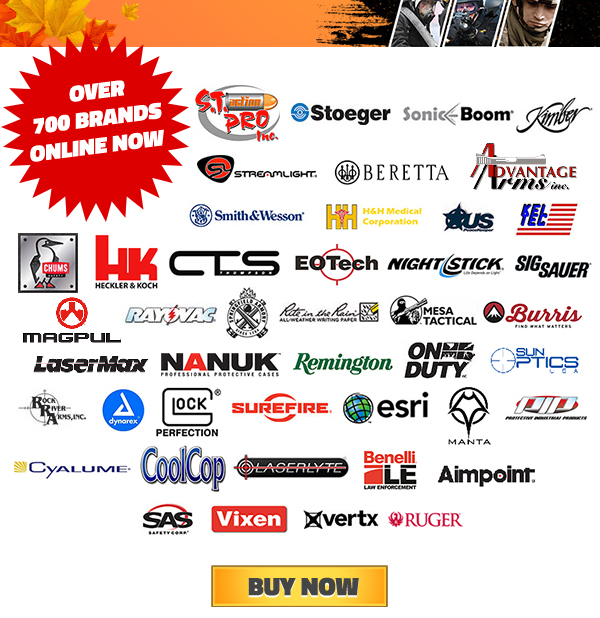 OVER
700 BRANDS
ONLINE NOW
S.T. action
PRO
Inc.
Stoeger
Sonic Boom
Kimber
STREAMLIGHT
BERETTA
ADVANTAGE
Arms inc.
Smith & Wesson
H&H Medical
Corporation
US
KEL
TEC
CHUMS
HK
HECKLER & KOCH
CTS
EOTech
NIGHTSTICK
SIG SAUER
MAGPUL
RAYOVAC
SPRINGFIELD ARMORY
Rite in the Rain
ALL-WEATHER WRITING PAPER
MESA
TACTICAL
Burris
FIND WHAT MATTERS
LASERMAX
NANUK
PROFESSIONAL PROTECTIVE CASES
Remington
ON
DUTY
SUN
OPTICS
USA
ROCK
RIVER
ARMS, INC.
dynarex
GLOCK
PERFECTION
SUREFIRE
esri
MANTA
PIP
PROTECTIVE INDUSTRIAL PRODUCTS
CYALUME
CoolCop
LASERLYTE
Benelli
LE
LAW ENFORCEMENT
Aimpoint
SAS
SAFETY CORP.
Vixen
vertx
RUGER
BUY NOW